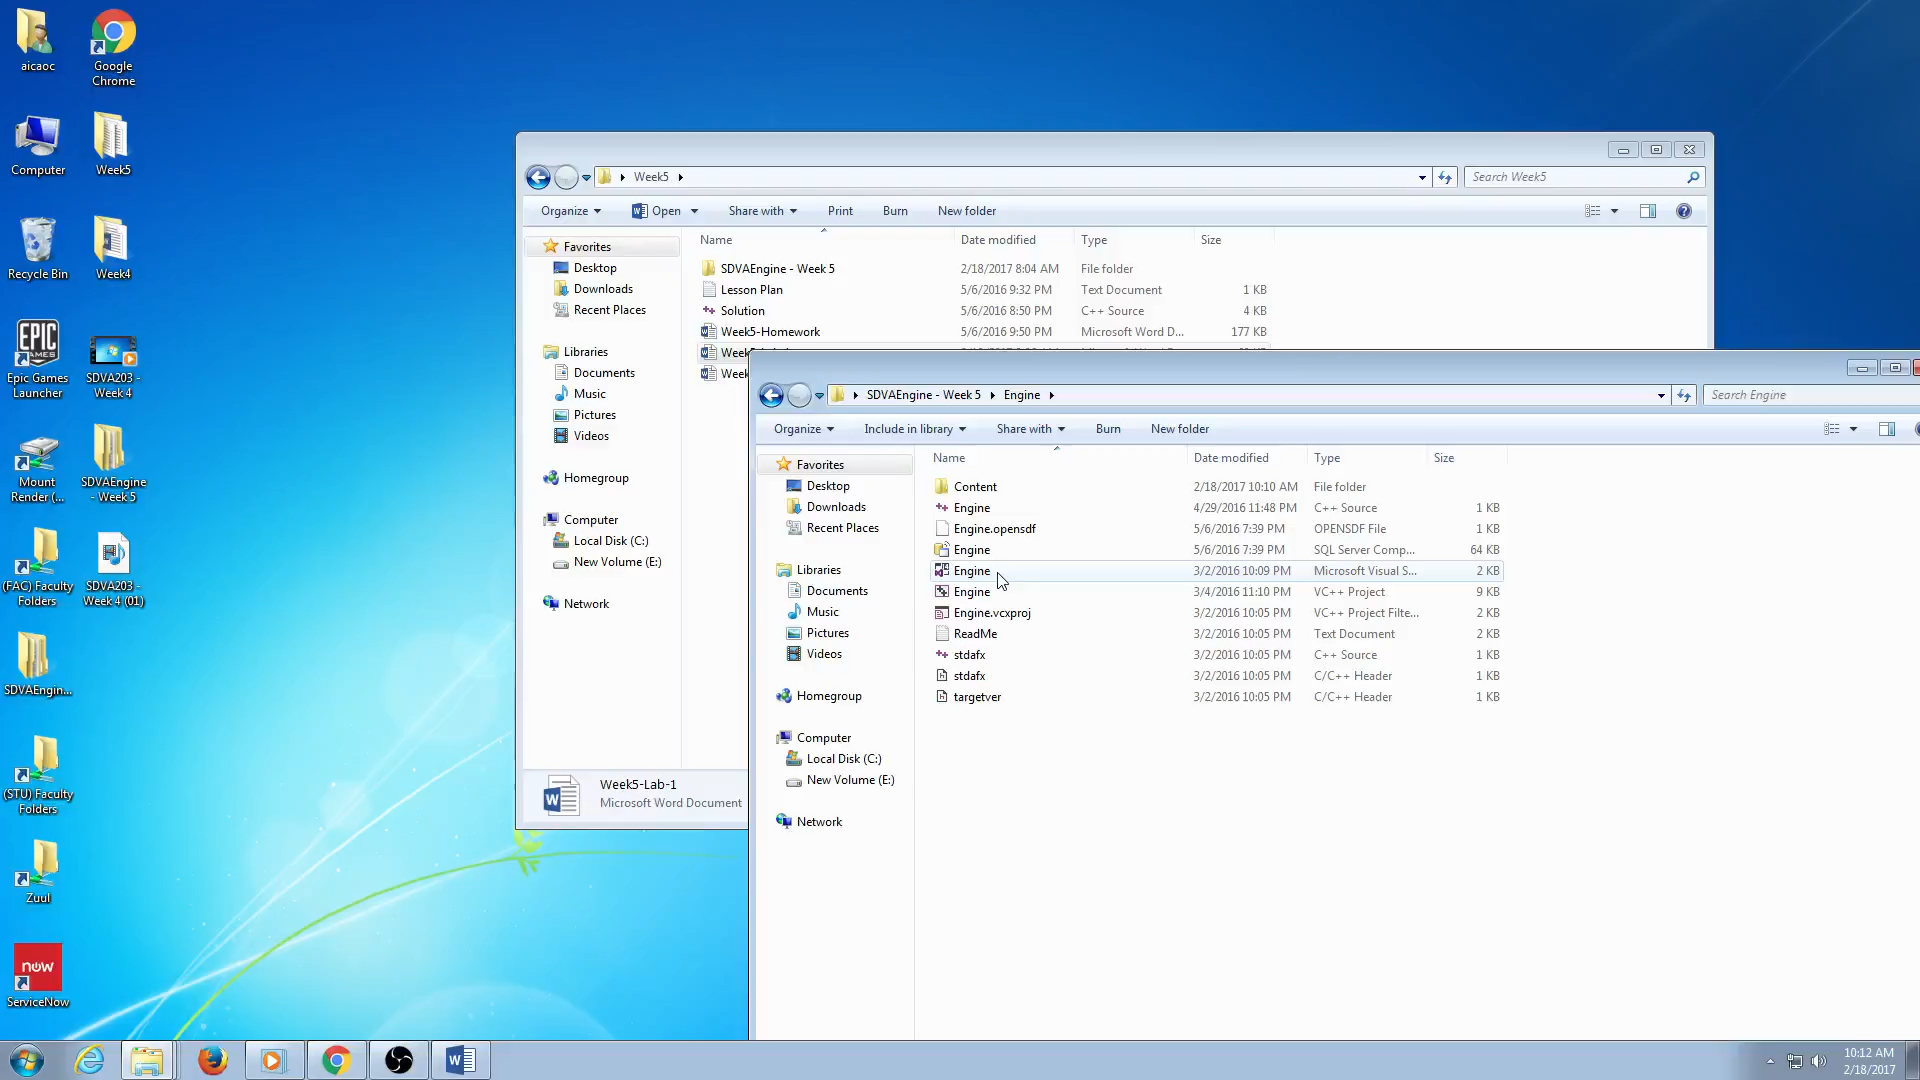 aicaoc
Google
Chrome
Computer
Week5
Recycle Bin
Week4
EPIC
GAMES
Epic Games
Launcher
SDVA203 -
Week 4
Mount
Render (...
SDVAEngine
- Week 5
(FAC) Faculty
Folders
SDVA203 -
Week 4 (01)
SDVAEngin...
(STU) Faculty
Folders
Zuul
now
ServiceNow
Week5
Search Week5
Organize
Open
Share with
Print
Burn
New folder
Favorites
Desktop
Downloads
Recent Places
Libraries
Documents
Music
Pictures
Videos
Homegroup
Computer
Local Disk (C:)
New Volume (E:)
Network
Name Date modified Type Size
SDVAEngine - Week 5 2/18/2017 8:04 AM File folder
Lesson Plan 5/6/2016 9:32 PM Text Document 1 KB
Solution 5/6/2016 8:50 PM C++ Source 4 KB
Week5-Homework 5/6/2016 9:50 PM Microsoft Word D... 177 KB
Week5-Lab-1
Microsoft Word Document
SDVAEngine - Week 5 Engine
Search Engine
Organize
Include in library
Share with
Burn
New folder
Favorites
Desktop
Downloads
Recent Places
Libraries
Documents
Music
Pictures
Videos
Homegroup
Computer
Local Disk (C:)
New Volume (E:)
Network
Name Date modified Type Size
Content 2/18/2017 10:10 AM File folder
Engine 4/29/2016 11:48 PM C++ Source 1 KB
Engine.opensdf 5/6/2016 7:39 PM OPENSDF File 1 KB
Engine 5/6/2016 7:39 PM SQL Server Comp... 64 KB
Engine 3/2/2016 10:09 PM Microsoft Visual S... 2 KB
Engine 3/4/2016 11:10 PM VC++ Project 9 KB
Engine.vcxproj 3/2/2016 10:05 PM VC++ Project Filte... 2 KB
ReadMe 3/2/2016 10:05 PM Text Document 2 KB
stdafx 3/2/2016 10:05 PM C++ Source 1 KB
stdafx 3/2/2016 10:05 PM C/C++ Header 1 KB
targetver 3/2/2016 10:05 PM C/C++ Header 1 KB
10:12 AM
2/18/2017